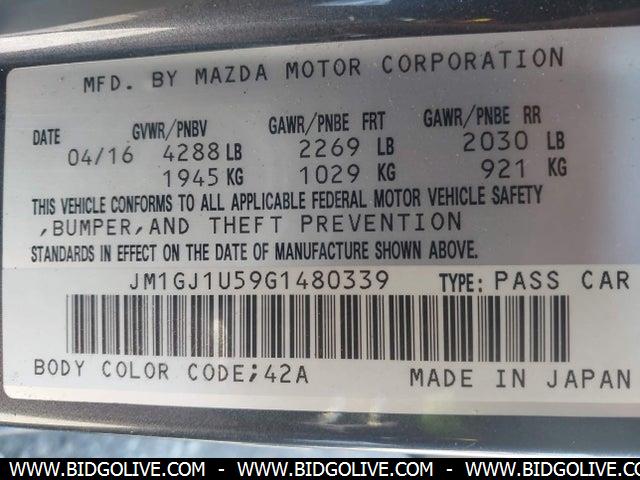 MFD. BY MAZDA MOTOR CORPORATION
DATE GVWR/PNBV GAWR/PNBE FRT GAWR/PNBE RR
04/16 4288 LB 2269 LB 2030 LB
1945 KG 1029 KG 921 KG
THIS VEHICLE CONFORMS TO ALL APPLICABLE FEDERAL MOTOR VEHICLE SAFETY
,BUMPER,AND THEFT PREVENTION
STANDARDS IN EFFECT ON THE DATE OF MANUFACTURE SHOWN ABOVE.
JM1GJ1U59G1480339 TYPE: PASS CAR
BODY COLOR CODE;42A MADE IN JAPAN
WWW.BIDGOLIVE.COM - WWW.BIDGOLIVE.COM - WWW.BIDGOLIVE.COM